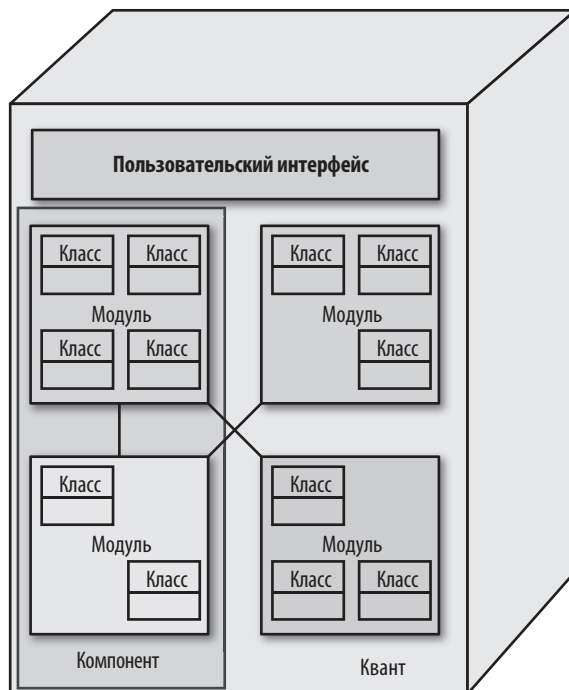 Пользовательский интерфейс
Класс Класс
Модуль
Класс Класс
Класс Класс
Модуль
Класс
Класс
Модуль
Класс
Класс
Модуль
Класс Класс
Компонент
Квант